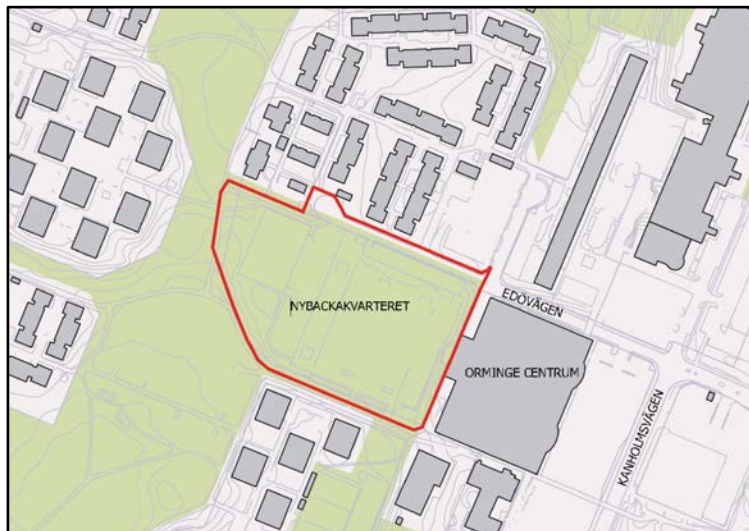 EDÖVÄGEN
NYBACKAKVARTERET
ORMINGE CENTRUM
KANHOLMSVÄGEN